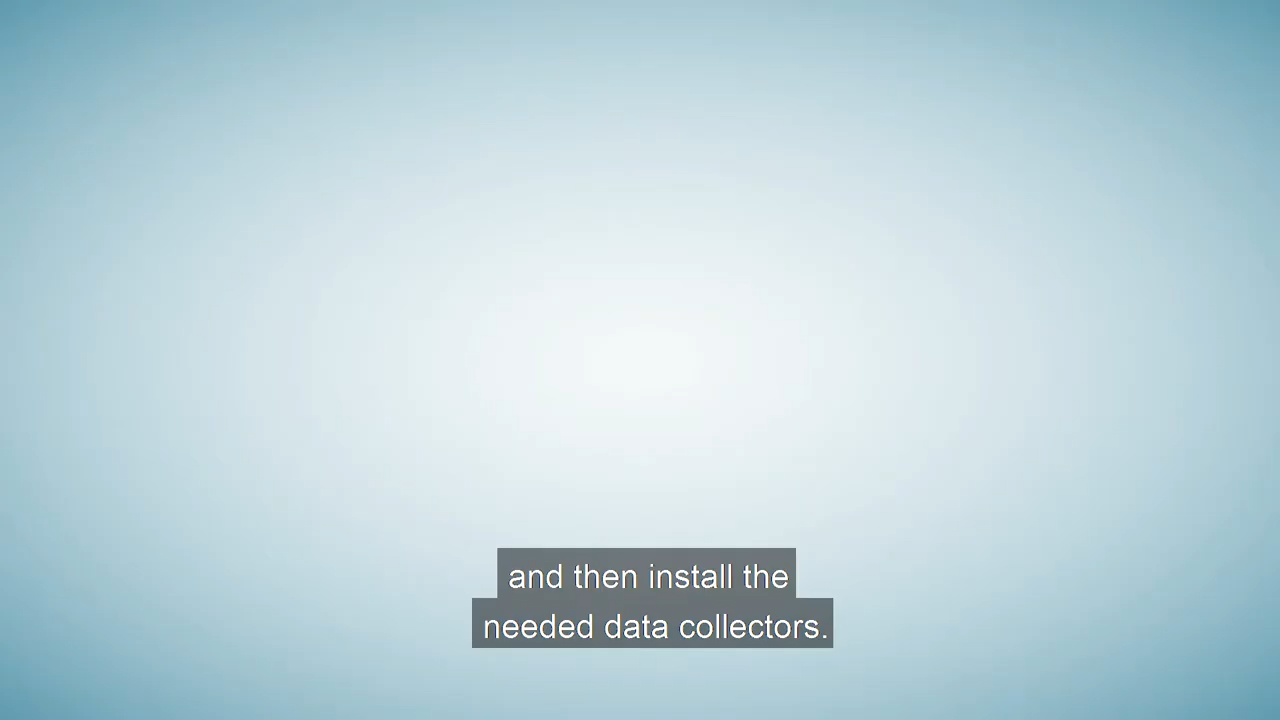 and then install the
needed data collectors.